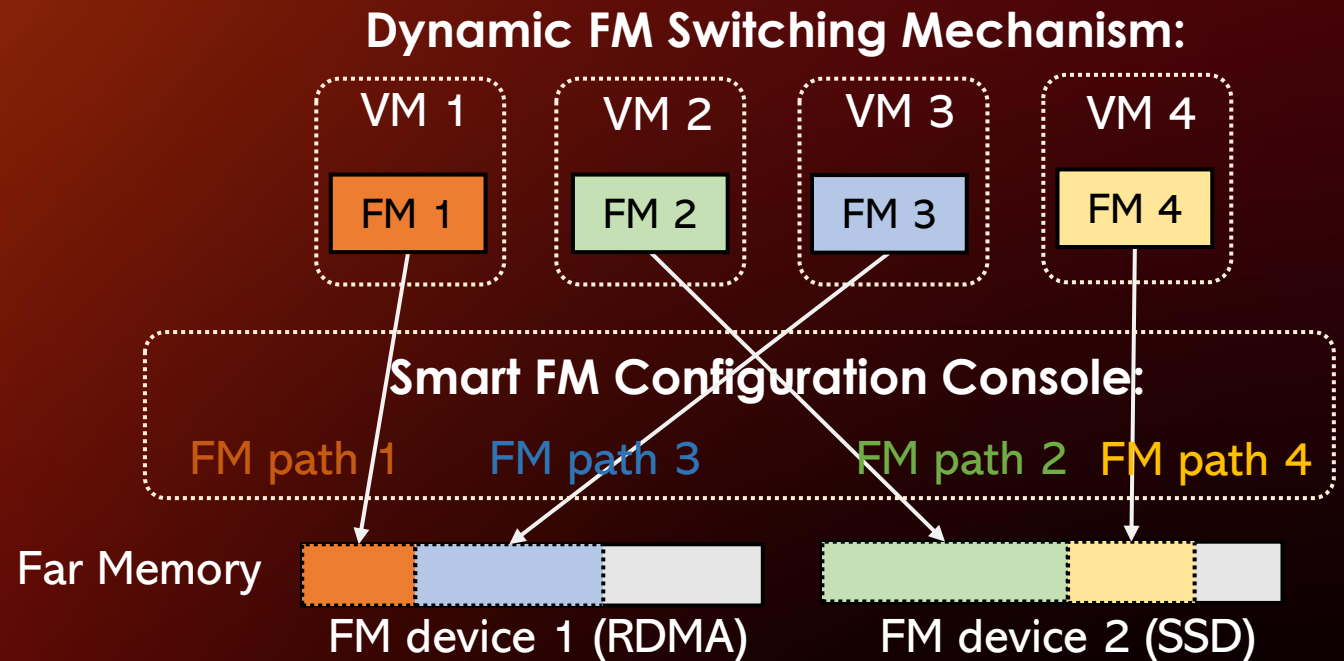 Dynamic FM Switching Mechanism:
VM 1
VM 2
VM 3
VM 4
FM 1
FM 2
FM 3
FM 4
Smart FM Configuration Console:
FM path 1
FM path 3
FM path 2
FM path 4
Far Memory
FM device 1 (RDMA)
FM device 2 (SSD)